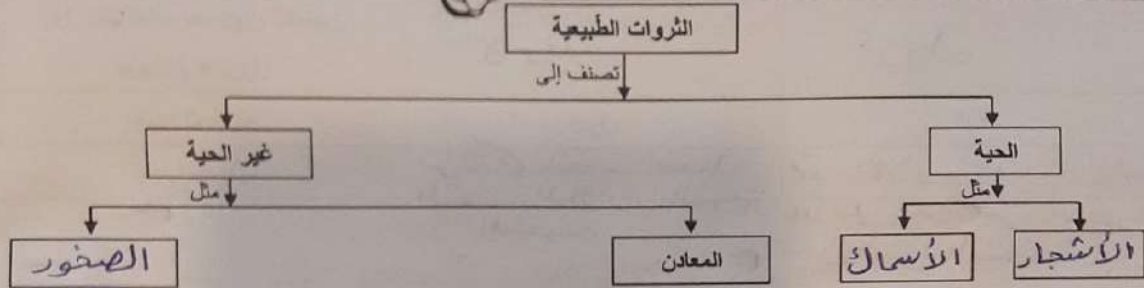 الثروات الطبيعية
تصنف إلى
الحية
غير الحية
مثل
مثل
الأشجار
الأسماك
المعادن
الصخور